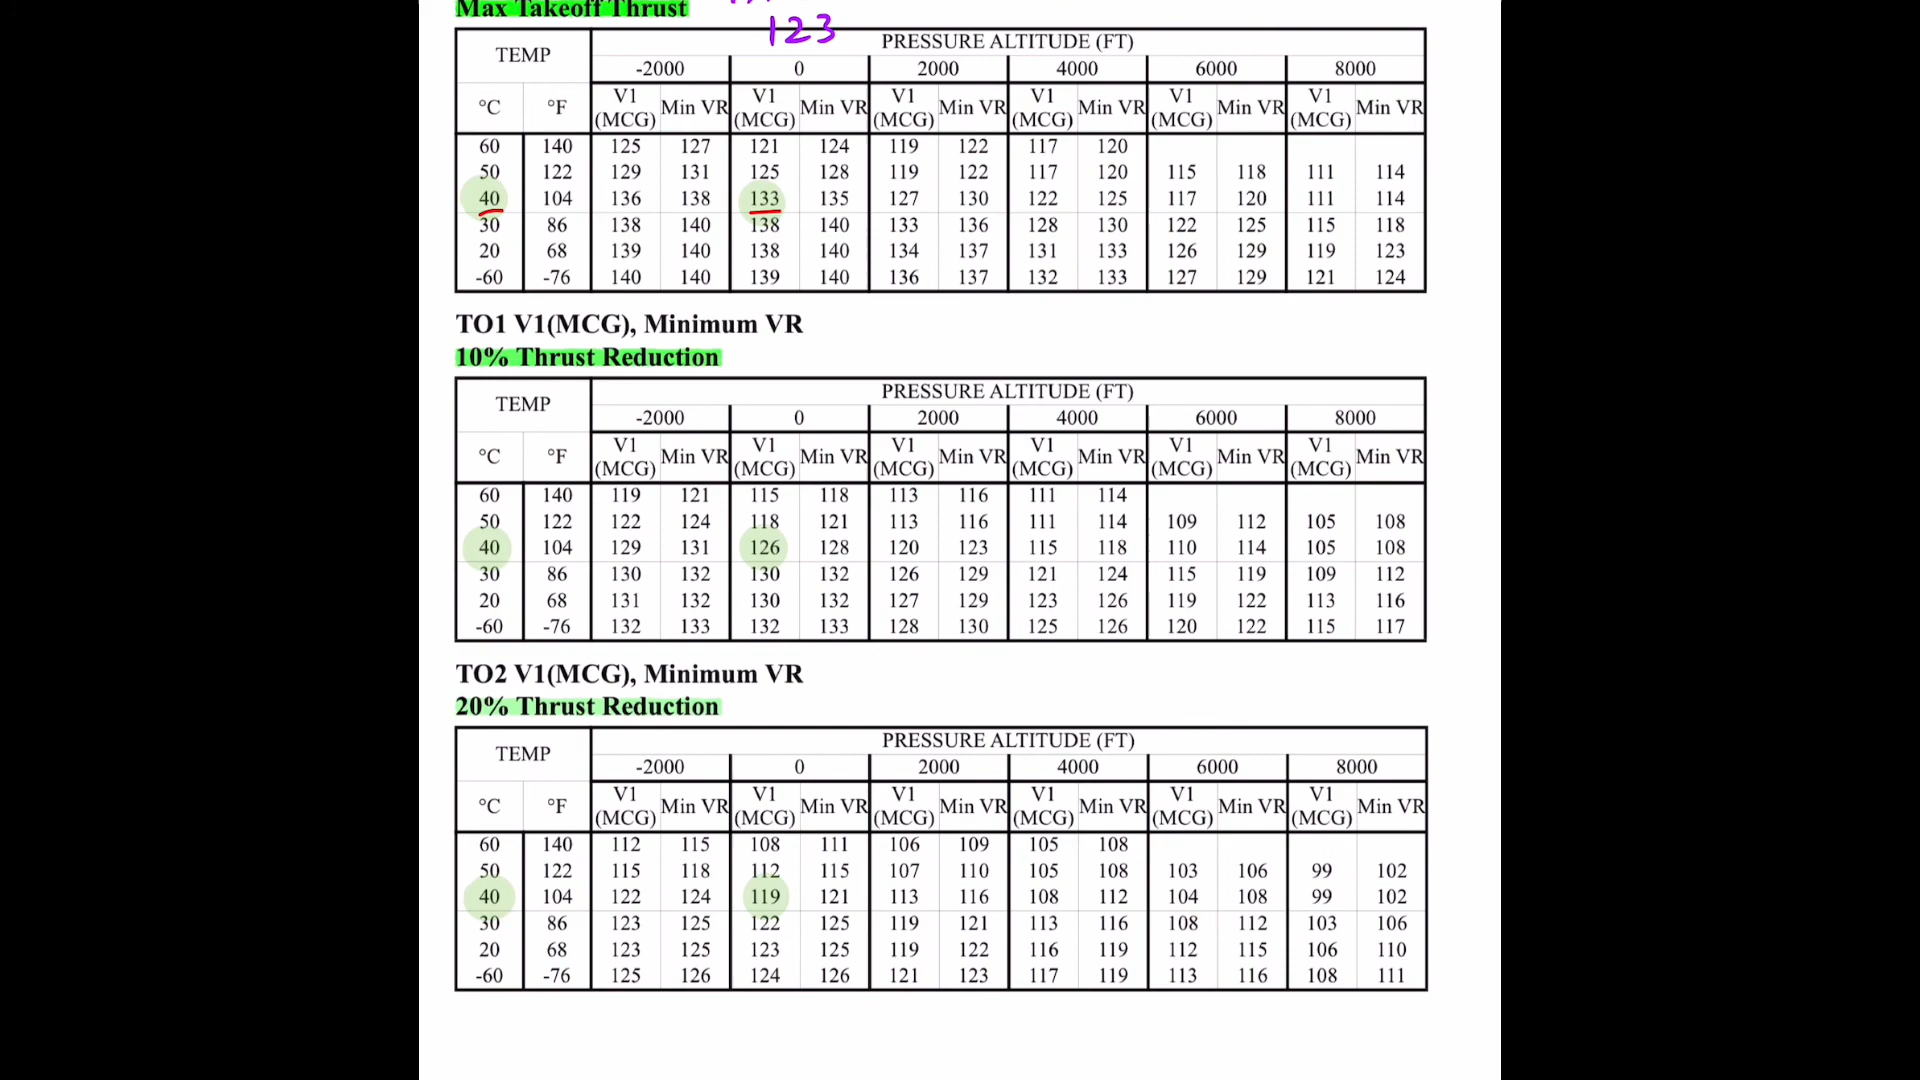 Max Takeoff Thrust
123
TEMP PRESSURE ALTITUDE (FT)
-2000 0 2000 4000 6000 8000
°C °F V1 (MCG) Min VR V1 (MCG) Min VR V1 (MCG) Min VR V1 (MCG) Min VR V1 (MCG) Min VR V1 (MCG) Min VR
60 140 125 127 121 124 119 122 117 120
50 122 129 131 125 128 119 122 117 120 115 118 111 114
40 104 136 138 133 135 127 130 122 125 117 120 111 114
30 86 138 140 138 140 133 136 128 130 122 125 115 118
20 68 139 140 138 140 134 137 131 133 126 129 119 123
-60 -76 140 140 139 140 136 137 132 133 127 129 121 124
TO1 V1(MCG), Minimum VR
10% Thrust Reduction
TEMP PRESSURE ALTITUDE (FT)
-2000 0 2000 4000 6000 8000
°C °F V1 (MCG) Min VR V1 (MCG) Min VR V1 (MCG) Min VR V1 (MCG) Min VR V1 (MCG) Min VR V1 (MCG) Min VR
60 140 119 121 115 118 113 116 111 114
50 122 122 124 118 121 113 116 111 114 109 112 105 108
40 104 129 131 126 128 120 123 115 118 110 114 105 108
30 86 130 132 130 132 126 129 121 124 115 119 109 112
20 68 131 132 130 132 127 129 123 126 119 122 113 116
-60 -76 132 133 132 133 128 130 125 126 120 122 115 117
TO2 V1(MCG), Minimum VR
20% Thrust Reduction
TEMP PRESSURE ALTITUDE (FT)
-2000 0 2000 4000 6000 8000
°C °F V1 (MCG) Min VR V1 (MCG) Min VR V1 (MCG) Min VR V1 (MCG) Min VR V1 (MCG) Min VR V1 (MCG) Min VR
60 140 112 115 108 111 106 109 105 108
50 122 115 118 112 115 107 110 105 108 103 106 99 102
40 104 122 124 119 121 113 116 108 112 104 108 99 102
30 86 123 125 122 125 119 121 113 116 108 112 103 106
20 68 123 125 123 125 119 122 116 119 112 115 106 110
-60 -76 125 126 124 126 121 123 117 119 113 116 108 111